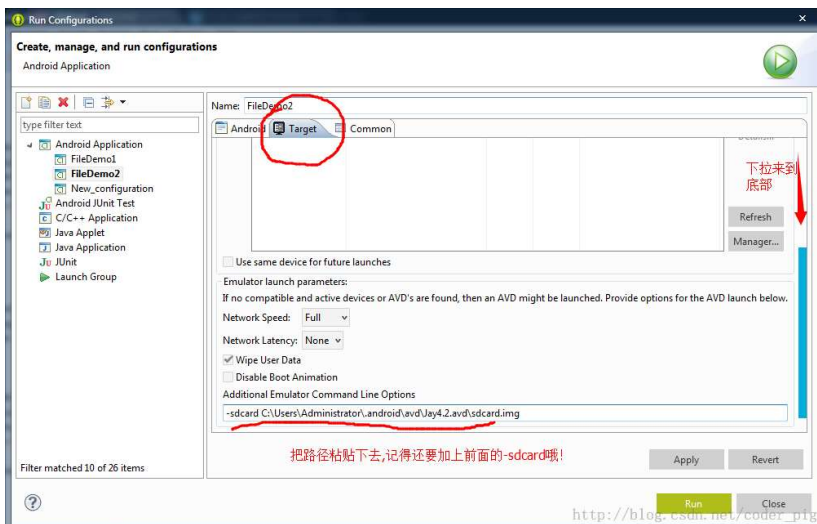 Run Configurations
Create, manage, and run configurations
Android Application
Name: FileDemo2
type filter text
Android Target Common
Android Application
FileDemo1
FileDemo2
New_configuration
Android JUnit Test
C/C++ Application
Java Applet
Java Application
JUnit
Launch Group
下拉来到
底部
Refresh
Manager...
Use same device for future launches
Emulator launch parameters:
If no compatible and active devices or AVD's are found, then an AVD might be launched. Provide options for the AVD launch below.
Network Speed: Full
Network Latency: None
Wipe User Data
Disable Boot Animation
Additional Emulator Command Line Options
-sdcard C:\Users\Administrator\.android\avd\Jay4.2.avd\sdcard.img
把路径粘贴下去,记得还要加上前面的-sdcard哦!
Filter matched 10 of 26 items
Apply Revert
Run Close
http://blog.csdn.net/coder_pig